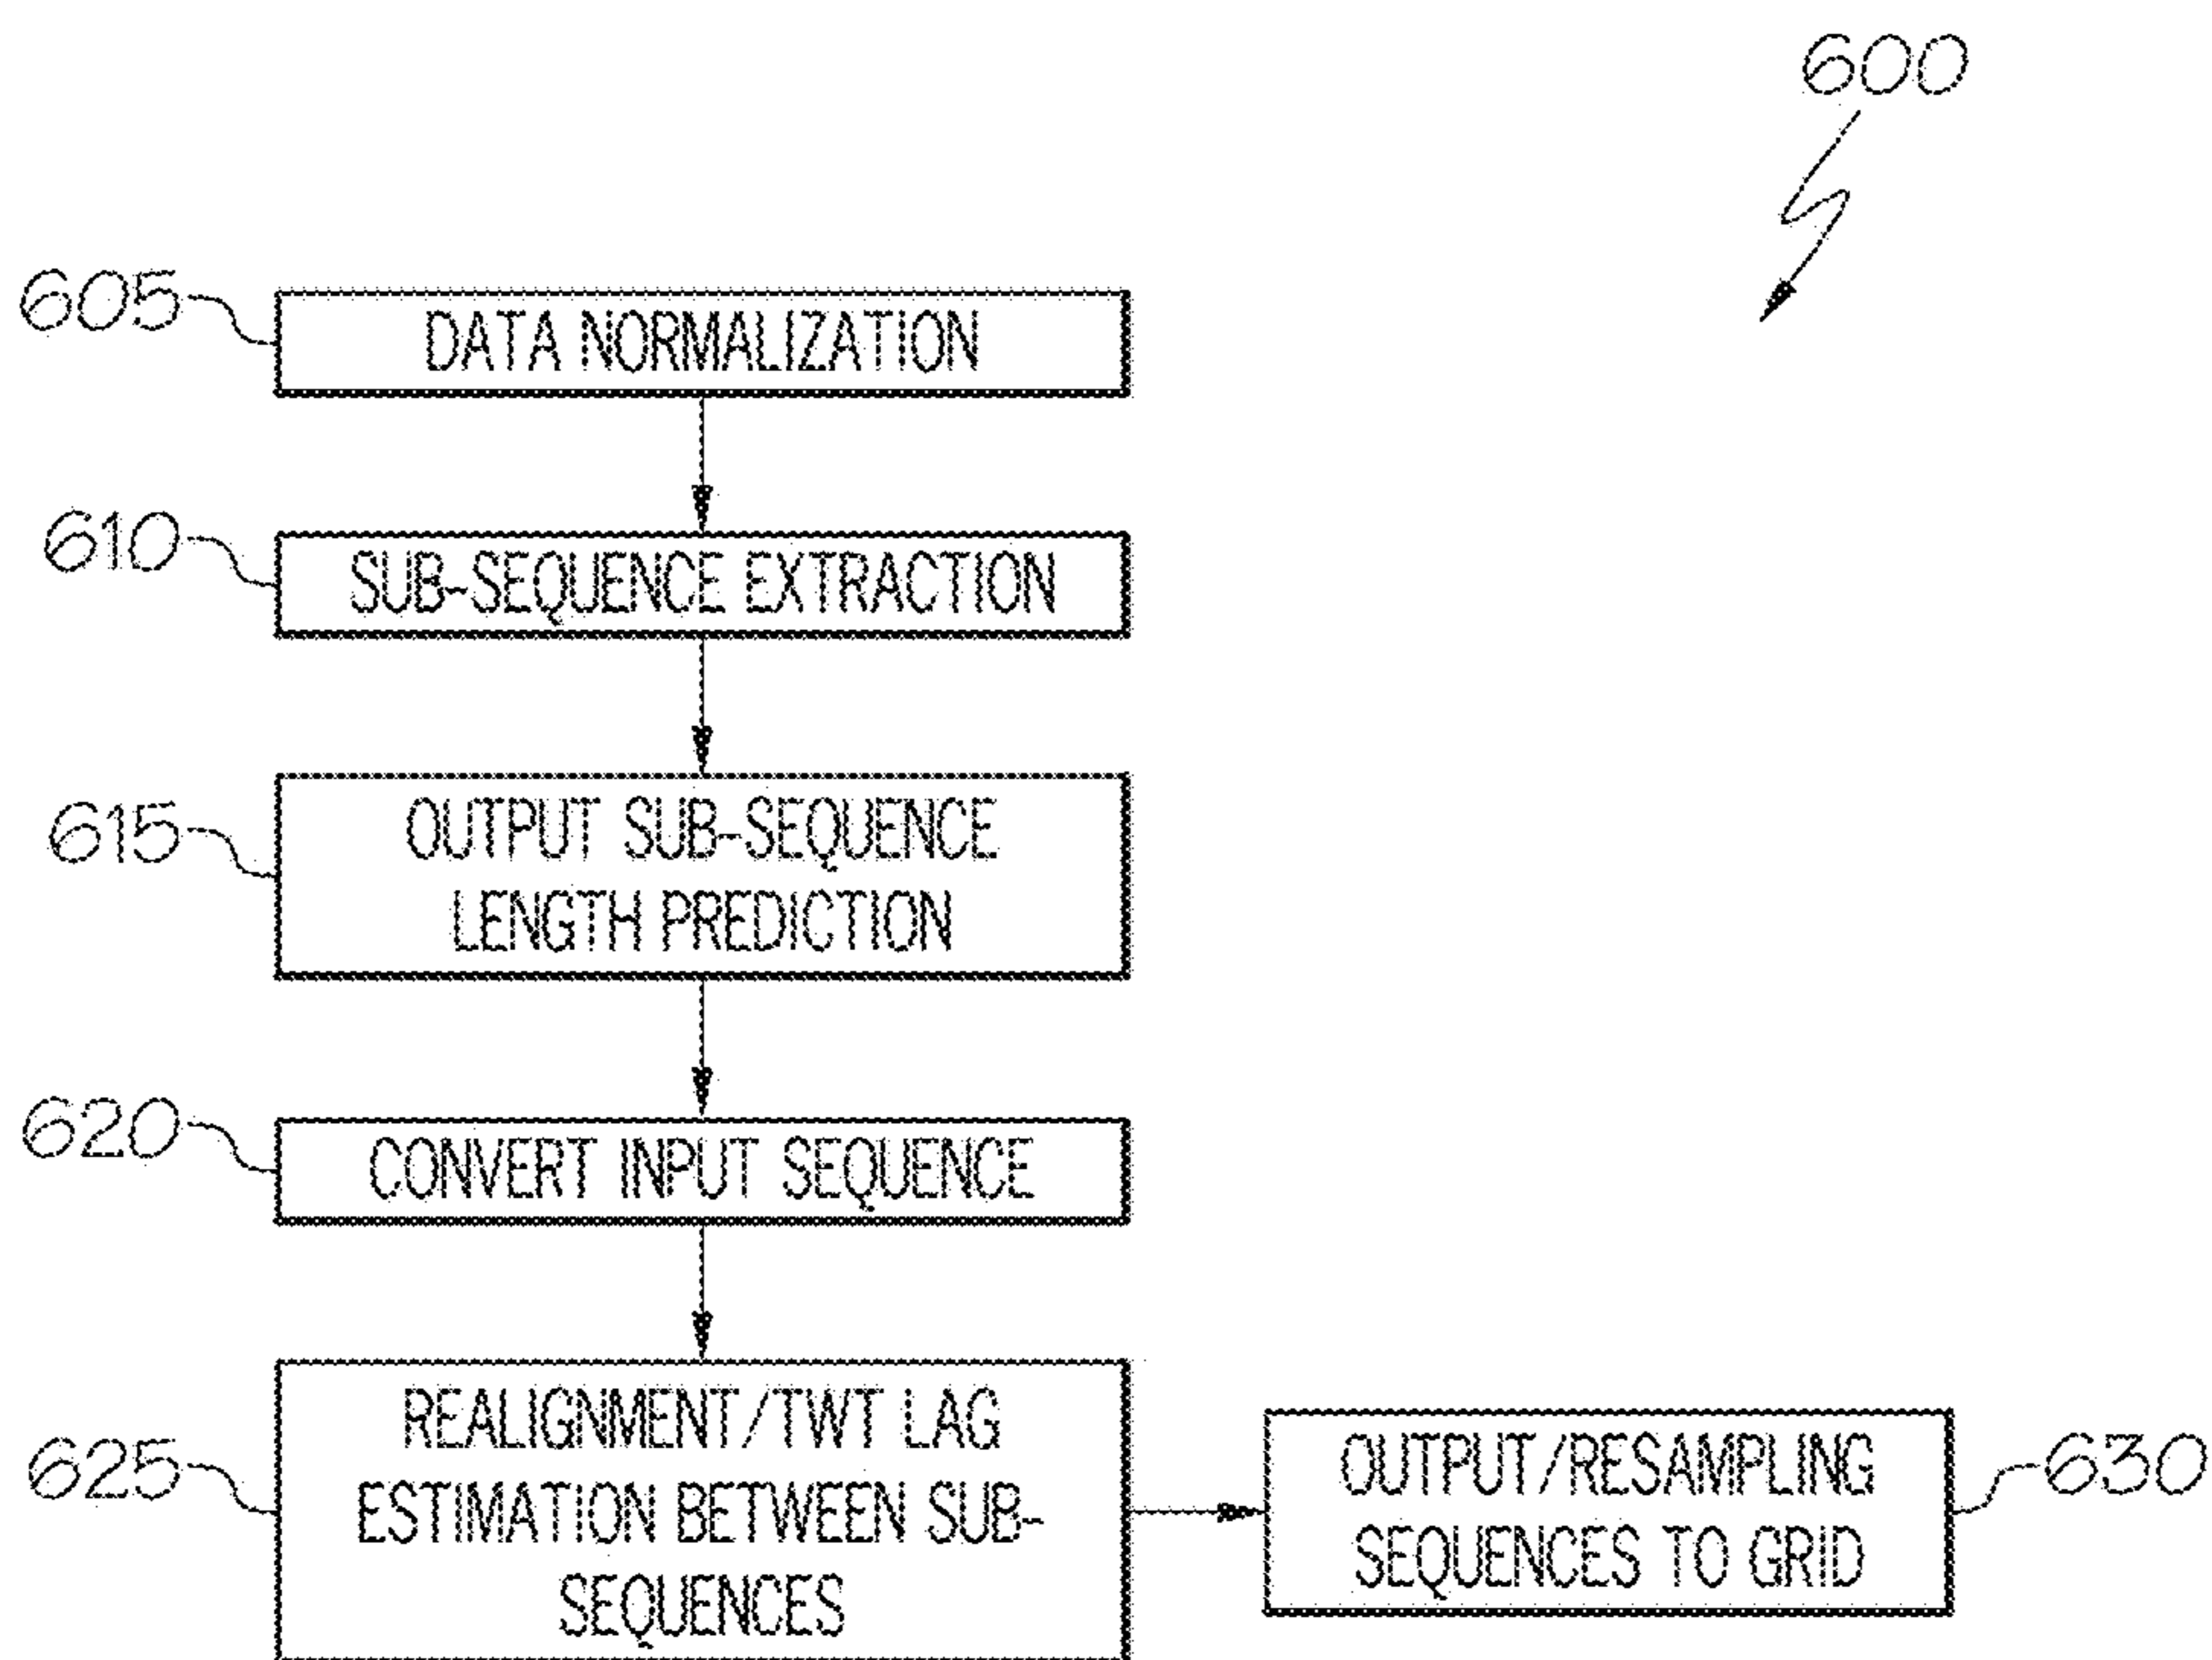 600
605
DATA NORMALIZATION
610
SUB-SEQUENCE EXTRACTION
615
OUTPUT SUB-SEQUENCE
LENGTH PREDICTION
620
CONVERT INPUT SEQUENCE
625
REALIGNMENT/TWT LAG
ESTIMATION BETWEEN SUB-
SEQUENCES
OUTPUT/RESAMPLING
SEQUENCES TO GRID
630